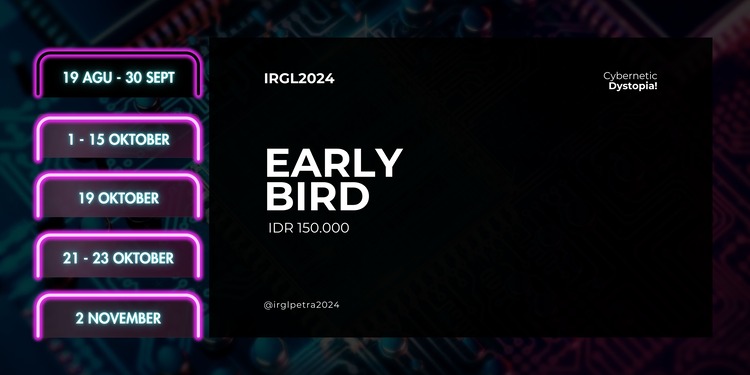 19 AGU - 30 SEPT
1 - 15 OKTOBER
19 OKTOBER
21 - 23 OKTOBER
2 NOVEMBER
IRGL2024
Cybernetic
Dystopia!
EARLY
BIRD
IDR 150.000
@irglpetra2024